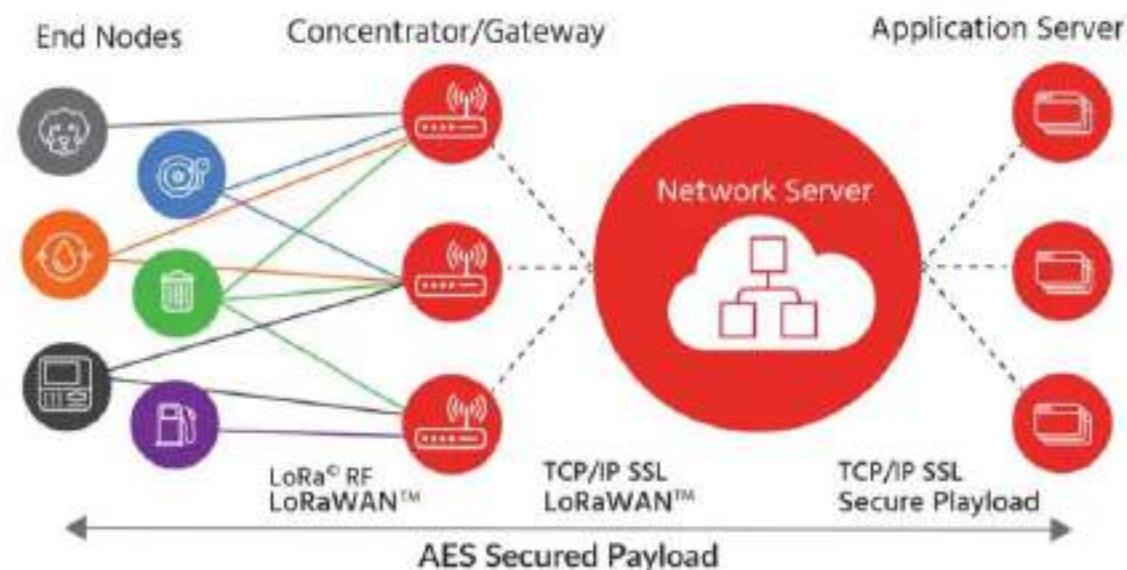 End Nodes
Concentrator/Gateway
Application Server
Network Server
LoRa© RF
LoRaWAN™
TCP/IP SSL
LoRaWAN™
TCP/IP SSL
Secure Playload
AES Secured Payload